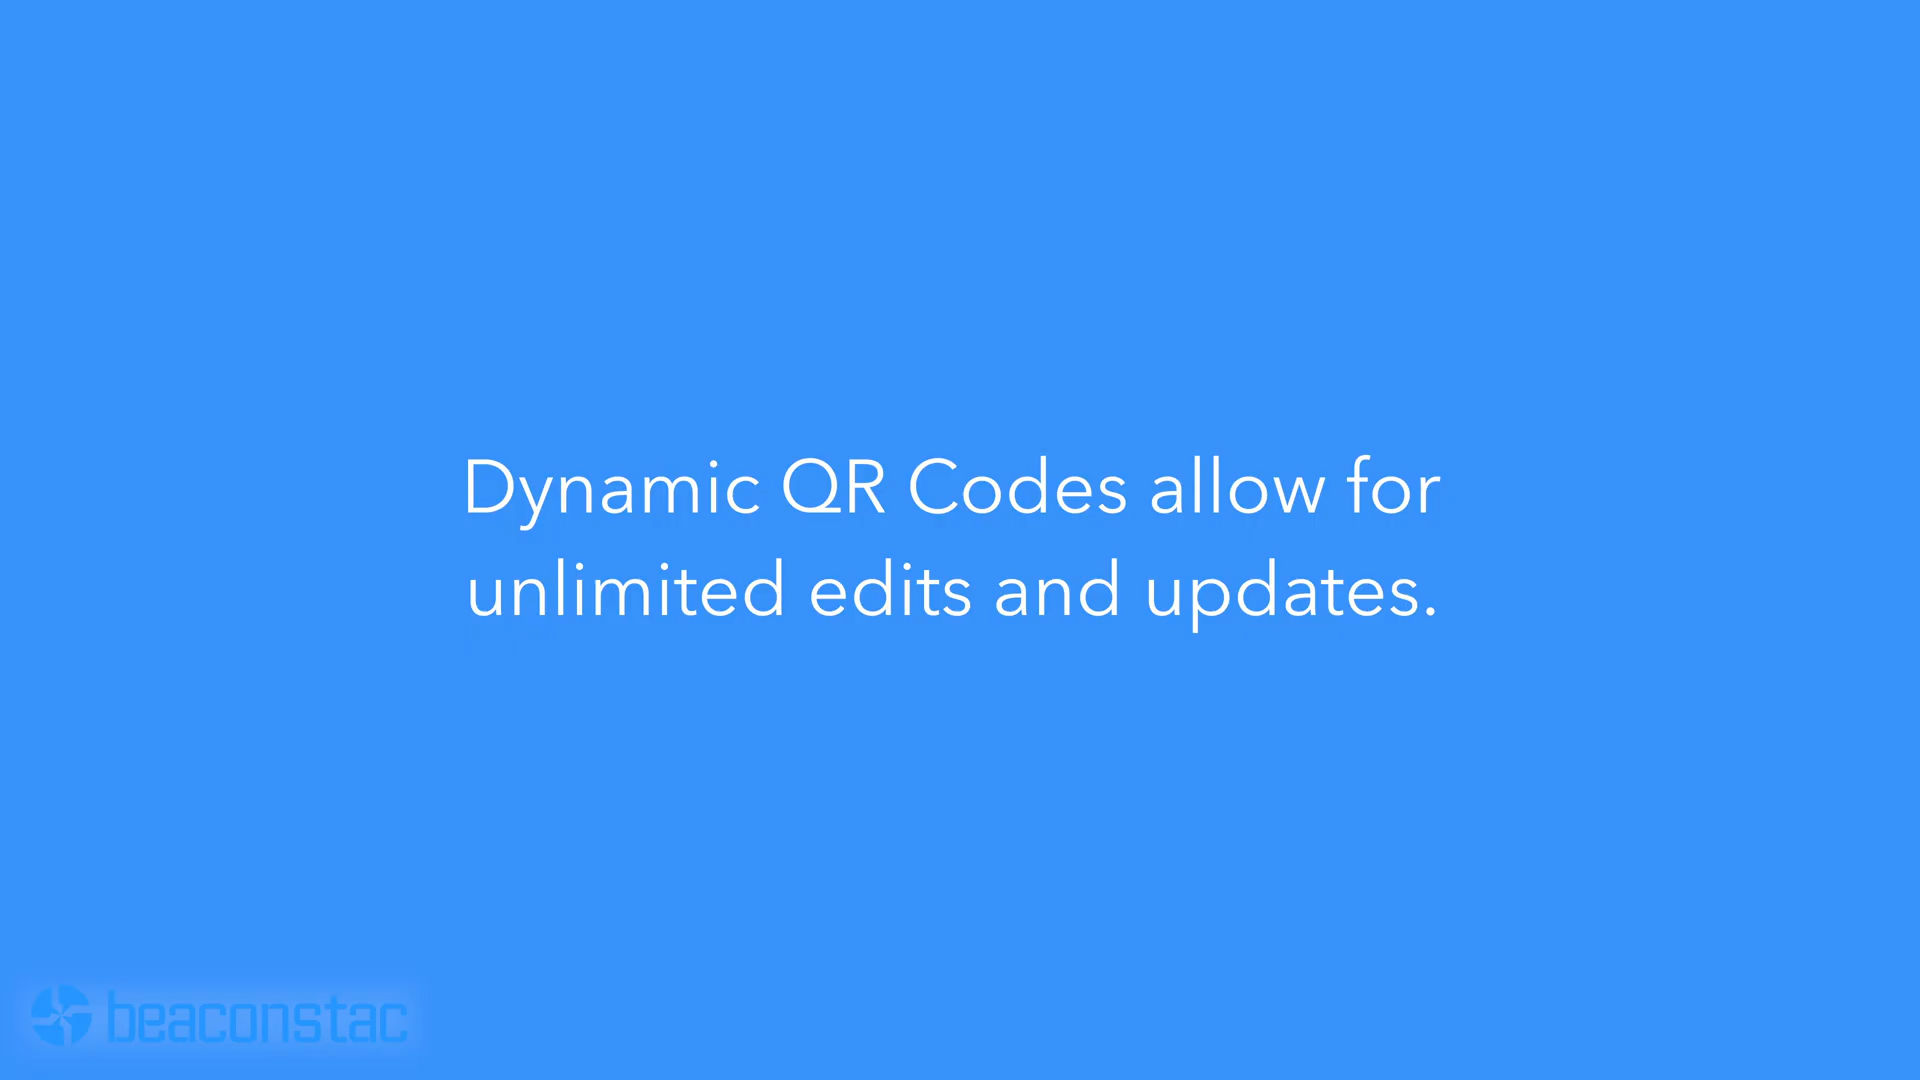 Dynamic QR Codes allow for
unlimited edits and updates.
beaconstac